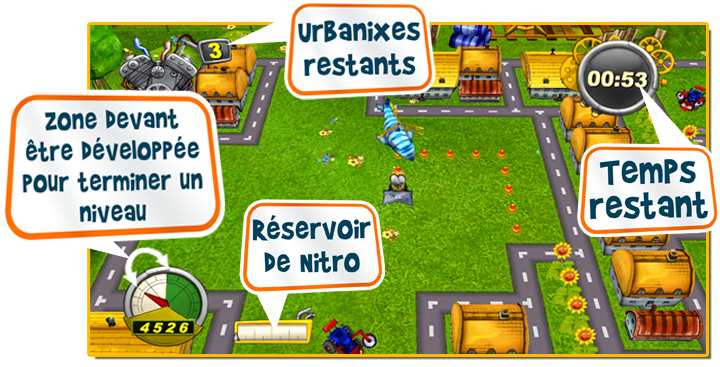 3
Urbanixes
restants
00:53
Zone devant
être développée
pour terminer un
niveau
Temps
restant
Réservoir
de nitro
4526